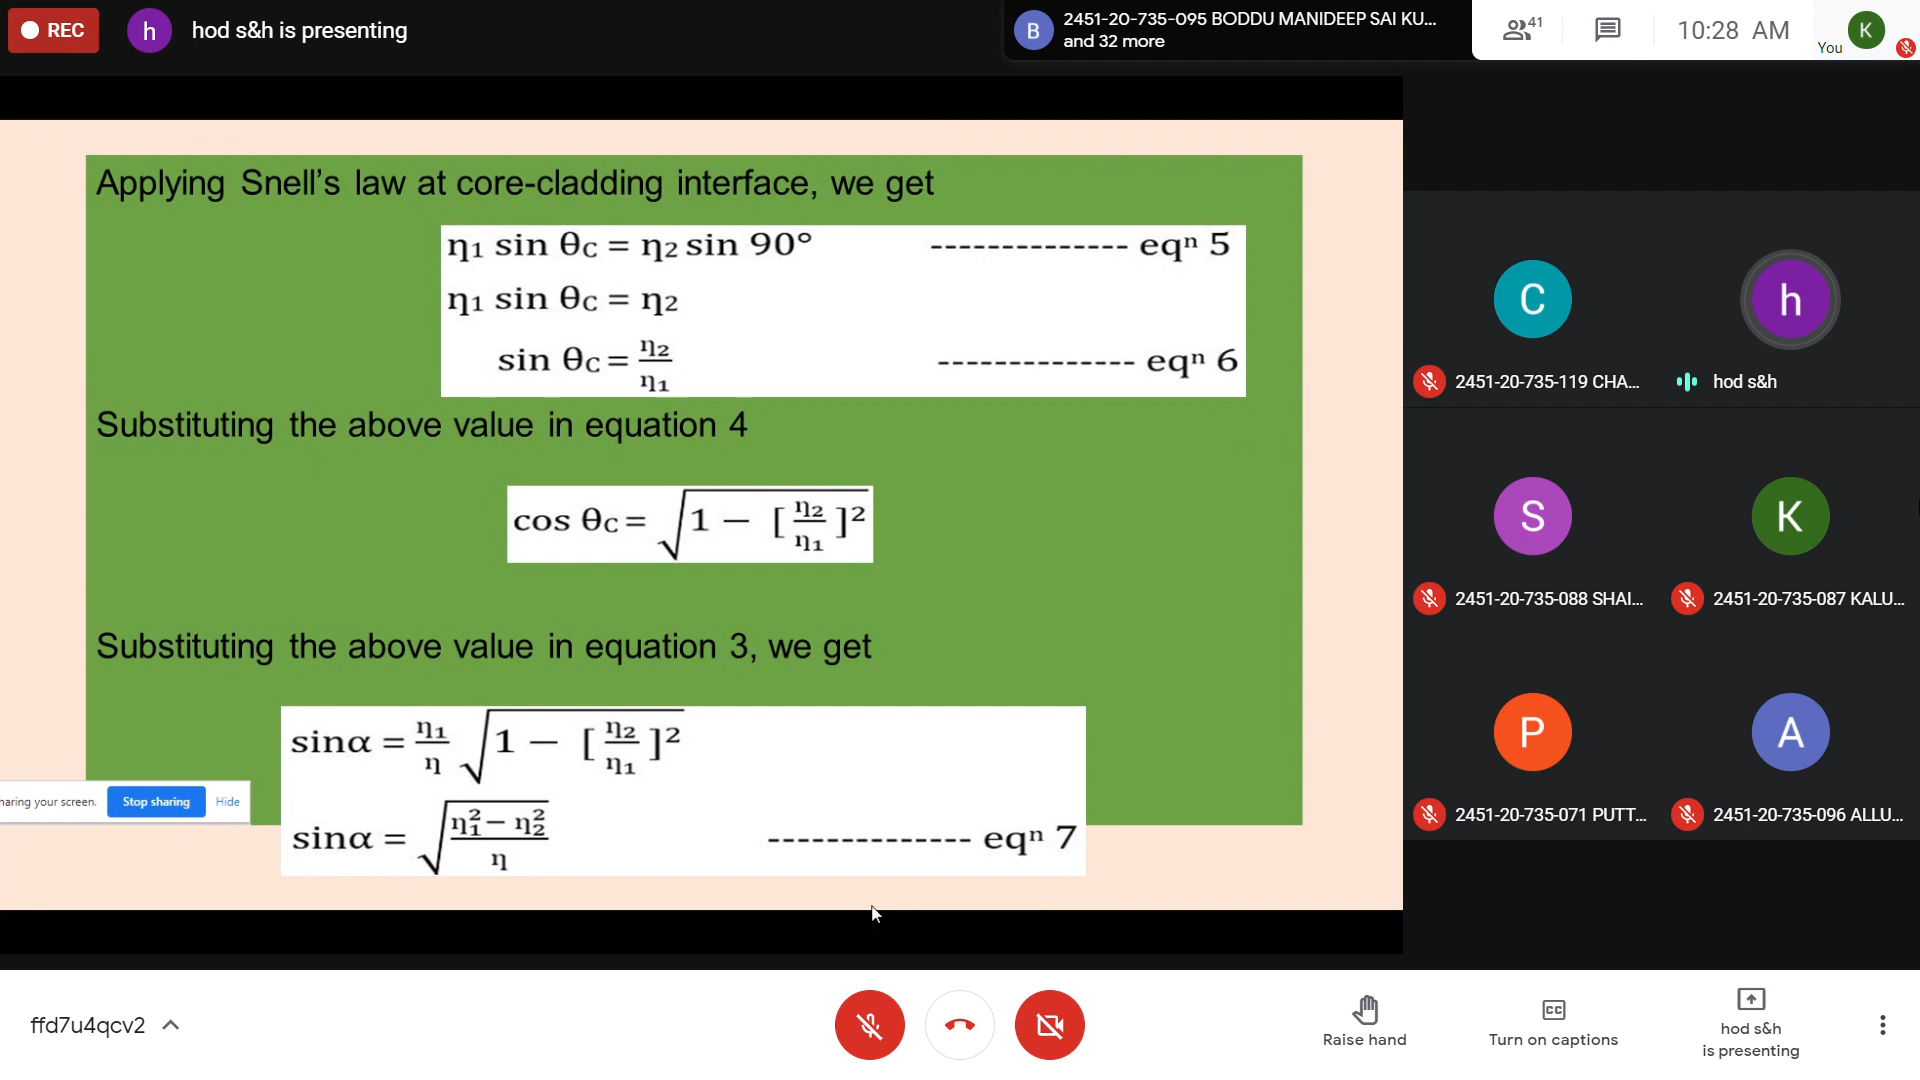 REC
h
hod s&h is presenting
B
2451-20-735-095 BODDU MANIDEEP SAI KU...
and 32 more
41
10:28 AM
You
K
Applying Snell’s law at core-cladding interface, we get
η₁ sin θC = η₂ sin 90° -------------- eqⁿ 5
η₁ sin θC = η₂
sin θC = η₂/η₁ -------------- eqⁿ 6
Substituting the above value in equation 4
cos θC = √(1 − [η₂/η₁]²)
Substituting the above value in equation 3, we get
sinα = η₁/η √(1 − [η₂/η₁]²)
sinα = √((η₁² − η₂²)/η) -------------- eqⁿ 7
haring your screen.
Stop sharing
Hide
C
2451-20-735-119 CHA...
h
hod s&h
S
2451-20-735-088 SHAI...
K
2451-20-735-087 KALU...
P
2451-20-735-071 PUTT...
A
2451-20-735-096 ALLU...
ffd7u4qcv2
Raise hand
CC
Turn on captions
hod s&h
is presenting